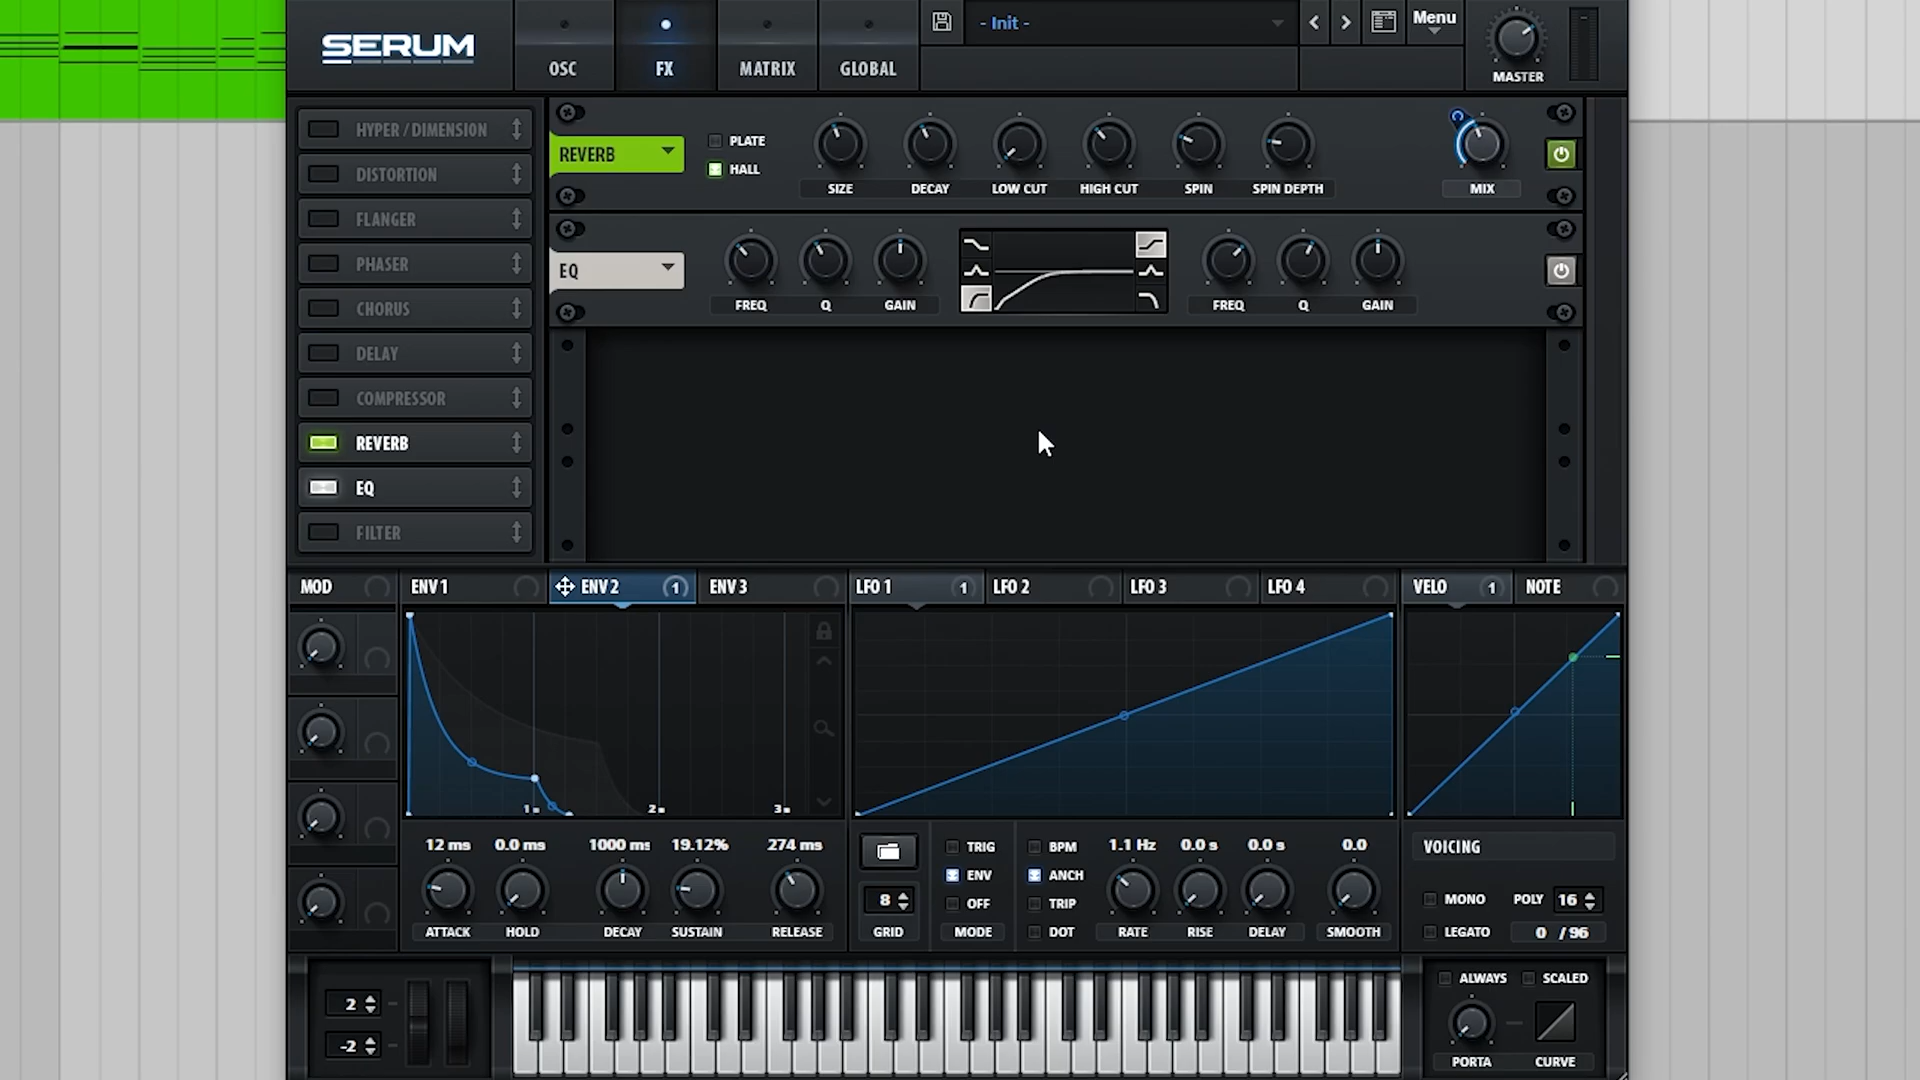 SERUM
OSC
FX
MATRIX
GLOBAL
- Init -
Menu
MASTER
HYPER / DIMENSION
DISTORTION
FLANGER
PHASER
CHORUS
DELAY
COMPRESSOR
REVERB
EQ
FILTER
REVERB
PLATE
HALL
SIZE
DECAY
LOW CUT
HIGH CUT
SPIN
SPIN DEPTH
MIX
EQ
FREQ
Q
GAIN
FREQ
Q
GAIN
MOD
ENV 1
ENV 2
1
ENV 3
LFO 1
1
LFO 2
LFO 3
LFO 4
VELO
1
NOTE
1s
2s
3s
12 ms
0.0 ms
1000 ms
19.12%
274 ms
ATTACK
HOLD
DECAY
SUSTAIN
RELEASE
8
GRID
TRIG
ENV
OFF
MODE
BPM
ANCH
TRIP
DOT
1.1 Hz
0.0 s
0.0 s
0.0
RATE
RISE
DELAY
SMOOTH
VOICING
MONO
POLY
16
LEGATO
0 / 96
2
-2
ALWAYS
SCALED
PORTA
CURVE